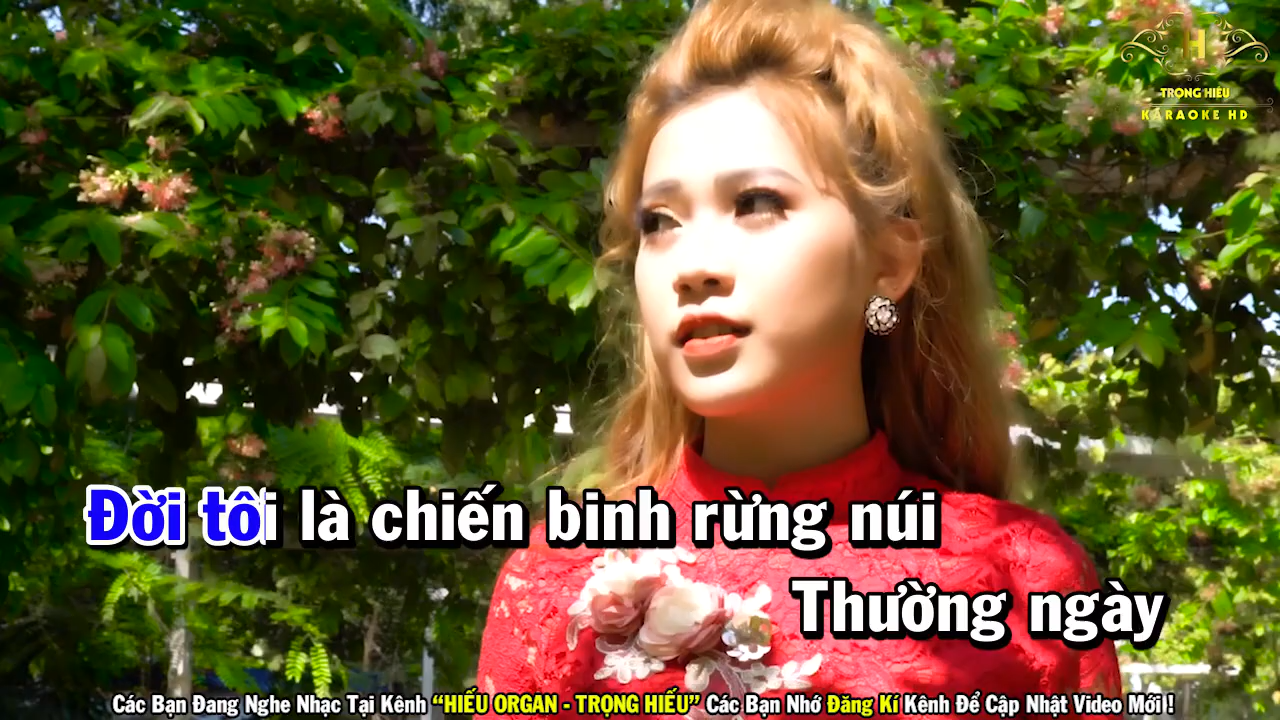 H
TRỌNG HIẾU
KARAOKE HD
Đời tôi là chiến binh rừng núi
Thường ngày
Các Bạn Đang Nghe Nhạc Tại Kênh “HIẾU ORGAN - TRỌNG HIẾU” Các Bạn Nhớ Đăng Kí Kênh Để Cập Nhật Video Mới !